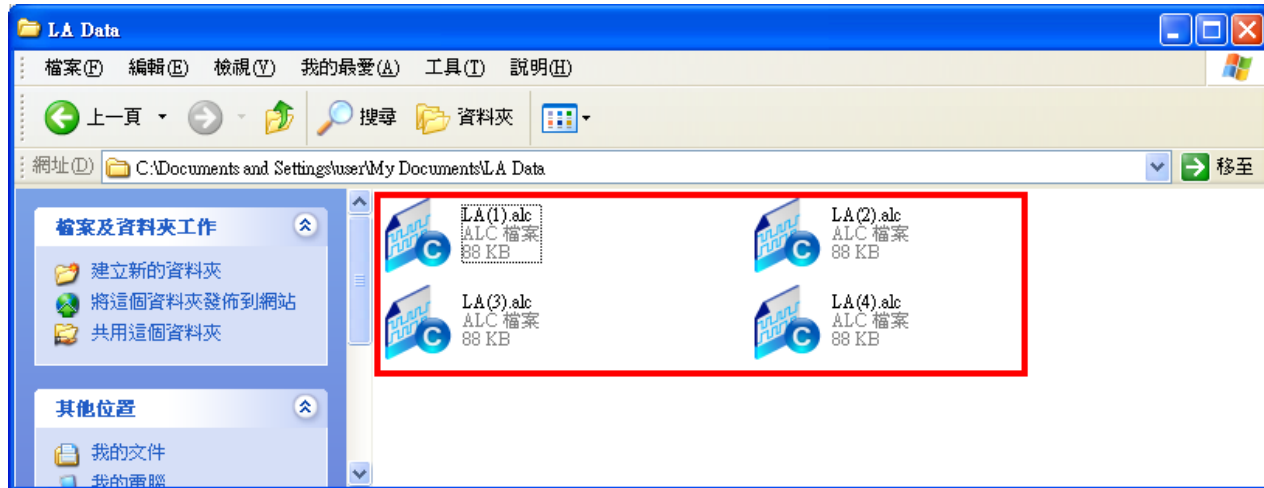 LA Data
檔案(F) 編輯(E) 檢視(V) 我的最愛(A) 工具(T) 說明(H)
上一頁 搜尋 資料夾
網址(D) C:\Documents and Settings\user\My Documents\LA Data 移至
檔案及資料夾工作
建立新的資料夾
將這個資料夾發佈到網站
共用這個資料夾
其他位置
我的文件
我的電腦
LA(1).alc
ALC 檔案
88 KB
LA(2).alc
ALC 檔案
88 KB
LA(3).alc
ALC 檔案
88 KB
LA(4).alc
ALC 檔案
88 KB